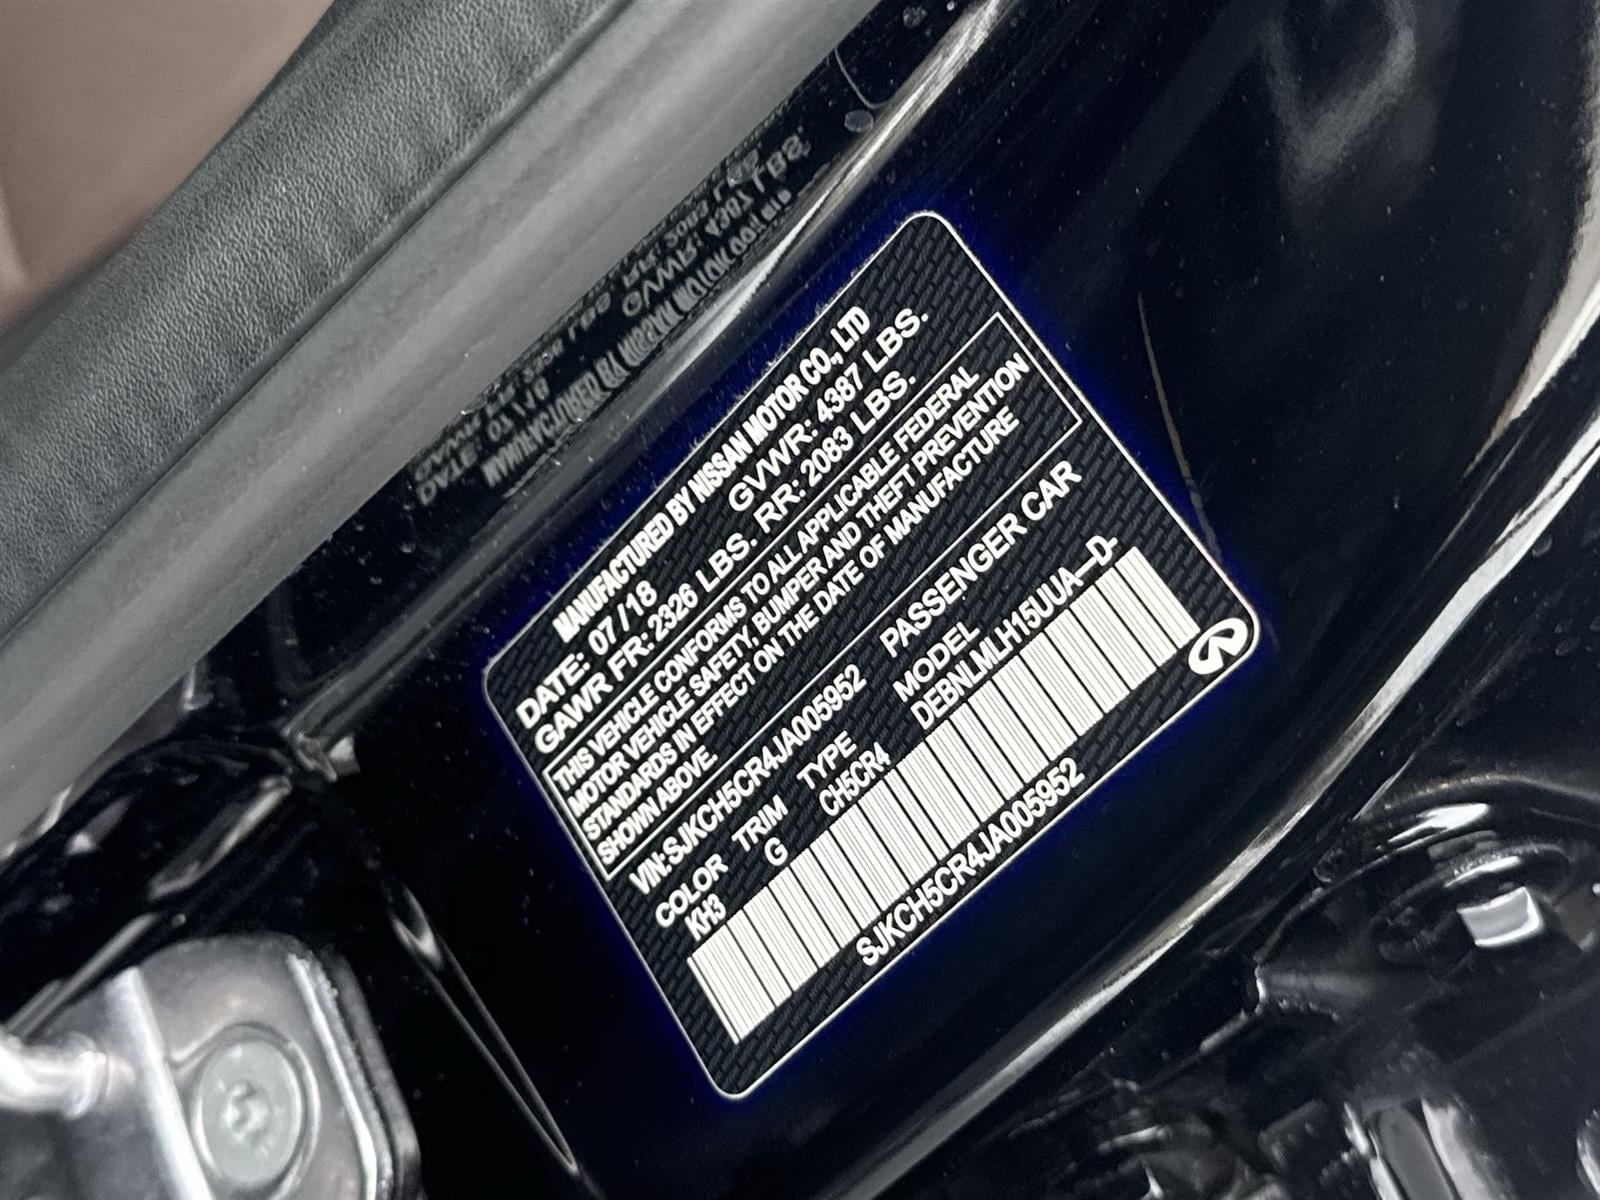 MANUFACTURED BY NISSAN MOTOR CO., LTD
DATE: 07/18 GVWR: 4387 LBS.
GAWR FR: 2326 LBS. RR: 2083 LBS.
THIS VEHICLE CONFORMS TO ALL APPLICABLE FEDERAL
MOTOR VEHICLE SAFETY, BUMPER AND THEFT PREVENTION
STANDARDS IN EFFECT ON THE DATE OF MANUFACTURE
SHOWN ABOVE.
VIN: SJKCH5CR4JA005952 PASSENGER CAR
COLOR TRIM TYPE MODEL
KH3 G CH5CR4 DEBNLMLH15UUA-D-
SJKCH5CR4JA005952